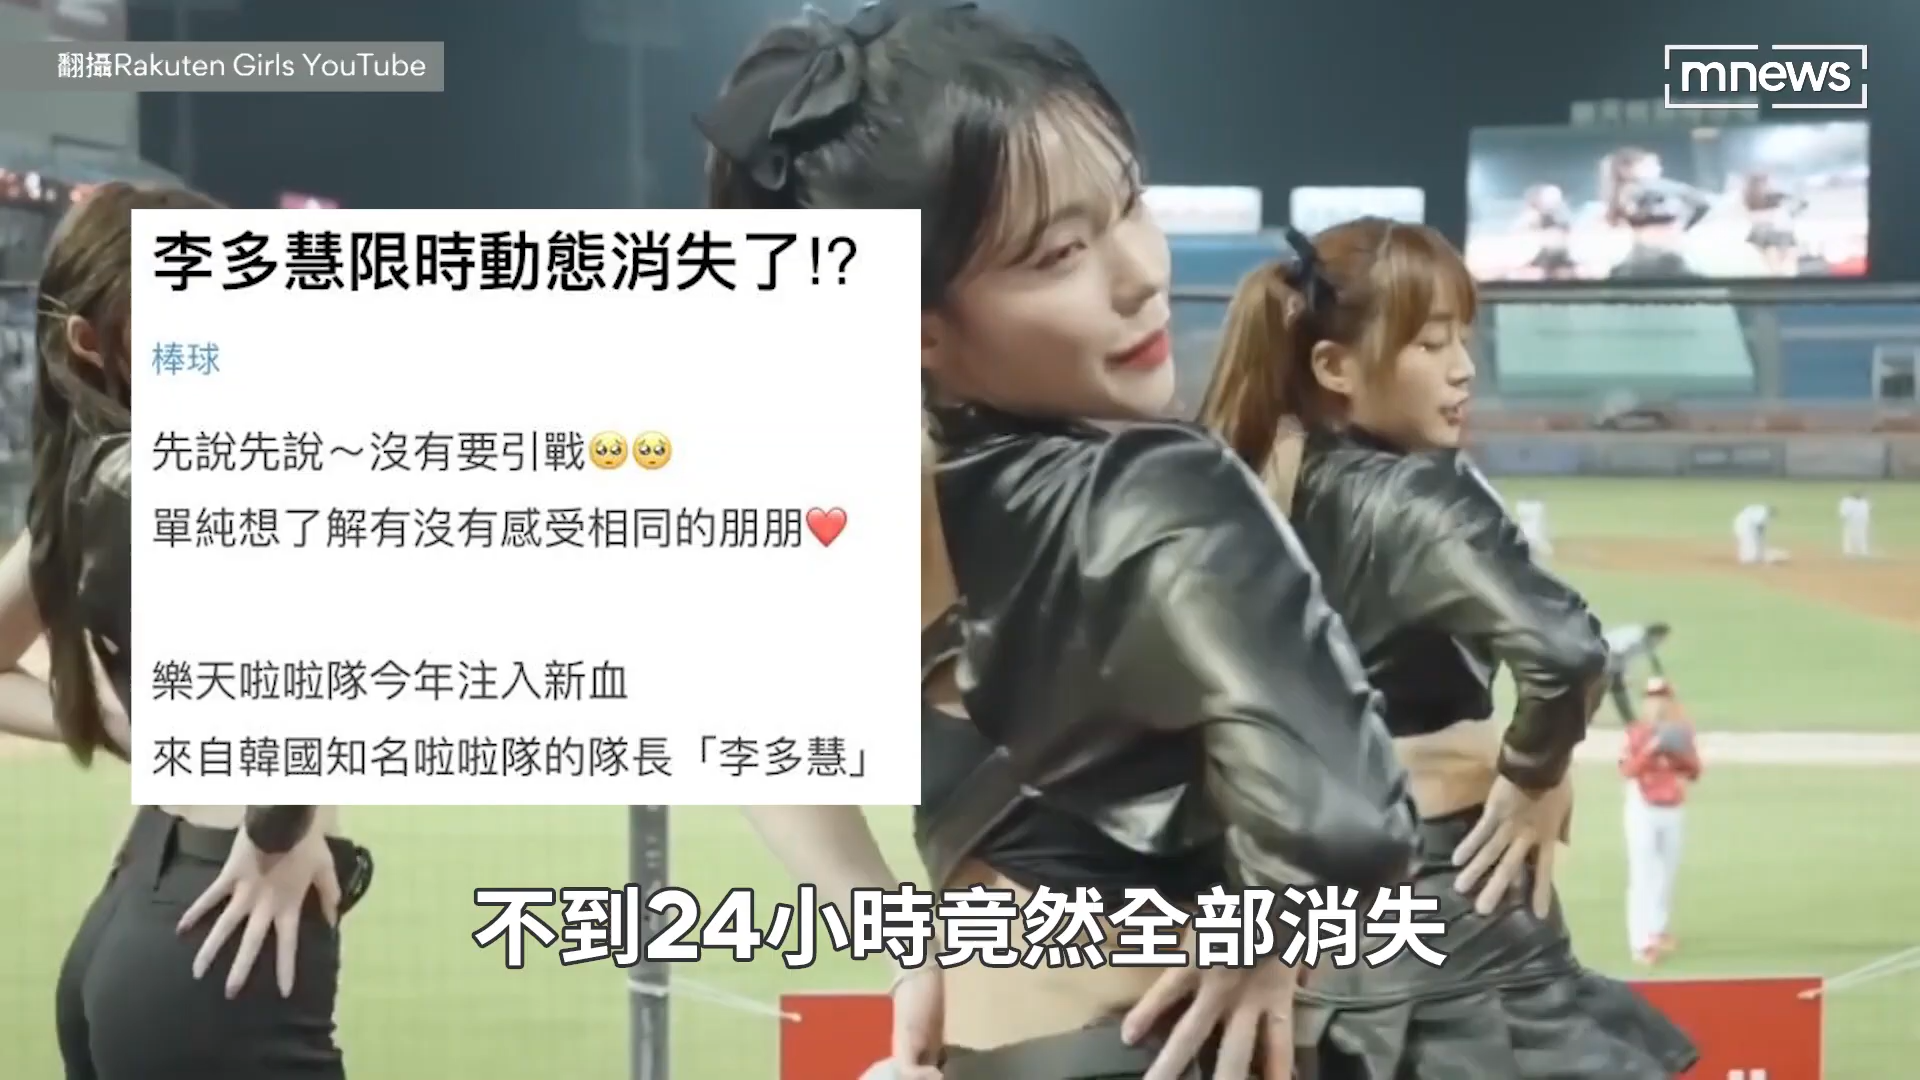 翻攝Rakuten Girls YouTube
mnews
李多慧限時動態消失了!?
棒球
先說先說～沒有要引戰🥺🥺
單純想了解有沒有感受相同的朋朋❤️
樂天啦啦隊今年注入新血
來自韓國知名啦啦隊的隊長「李多慧」
不到24小時竟然全部消失